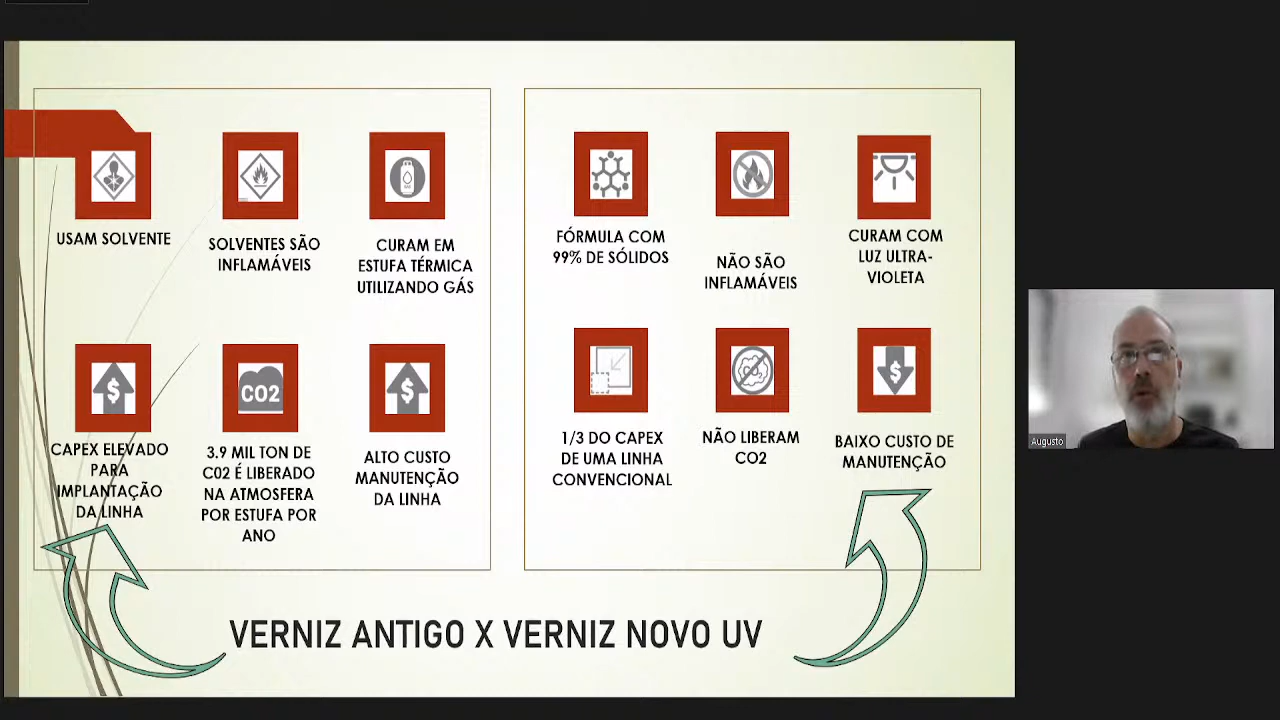 USAM SOLVENTE
SOLVENTES SÃO
INFLAMÁVEIS
CURAM EM
ESTUFA TÉRMICA
UTILIZANDO GÁS
CAPEX ELEVADO
PARA
IMPLANTAÇÃO
DA LINHA
CO2
3.9 MIL TON DE
C02 É LIBERADO
NA ATMOSFERA
POR ESTUFA POR
ANO
ALTO CUSTO
MANUTENÇÃO
DA LINHA
FÓRMULA COM
99% DE SÓLIDOS
NÃO SÃO
INFLAMÁVEIS
CURAM COM
LUZ ULTRA-
VIOLETA
1/3 DO CAPEX
DE UMA LINHA
CONVENCIONAL
CO2
NÃO LIBERAM
CO2
BAIXO CUSTO DE
MANUTENÇÃO
VERNIZ ANTIGO X VERNIZ NOVO UV
Augusto